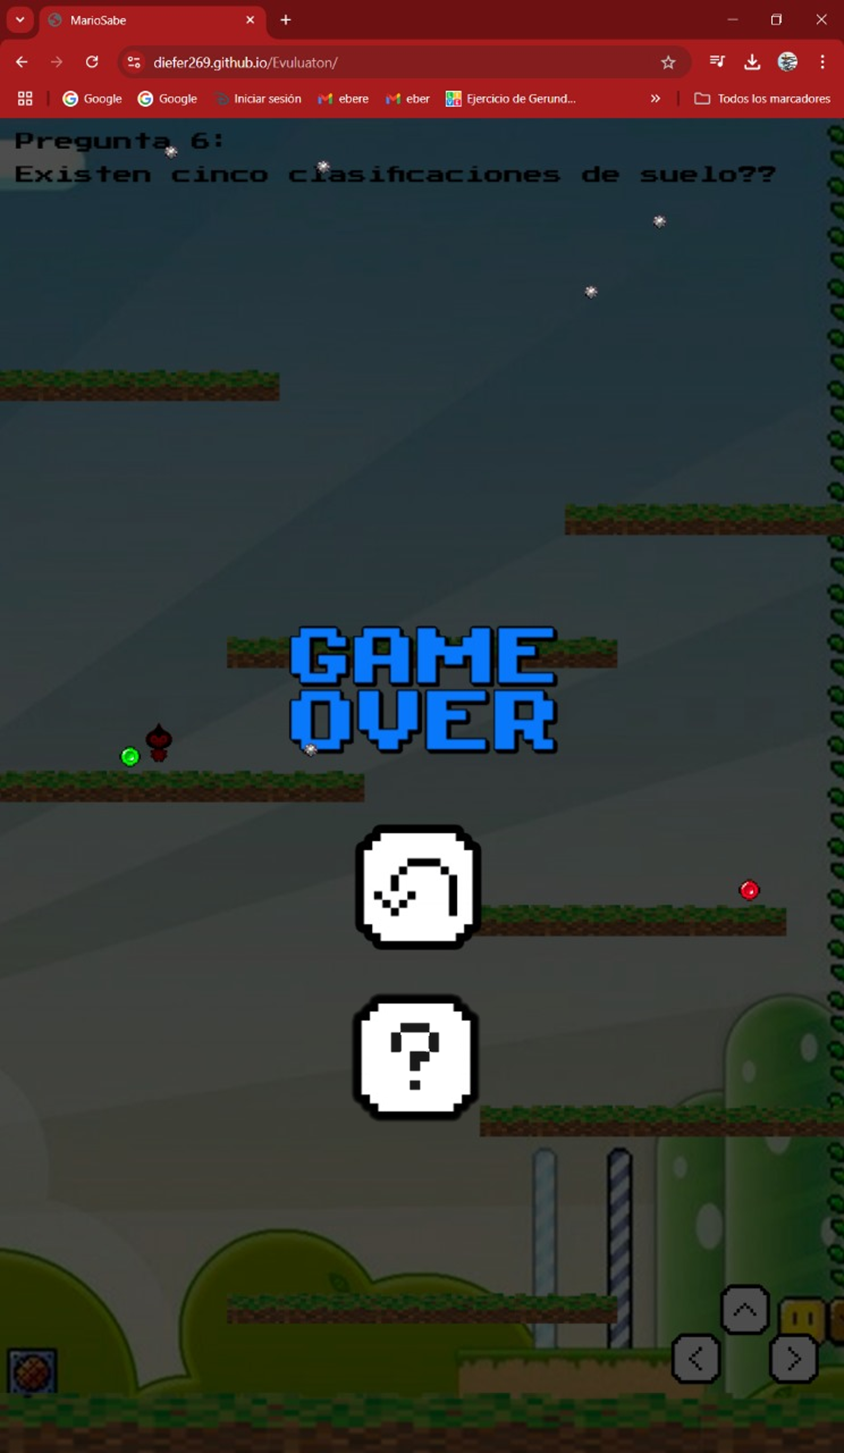 MarioSabe
diefer269.github.io/Evuluaton/
Google
Google
Iniciar sesión
ebere
eber
Ejercicio de Gerund...
»
Todos los marcadores
Pregunta 6:
Existen cinco clasificaciones de suelo??
GAME
OVER
?